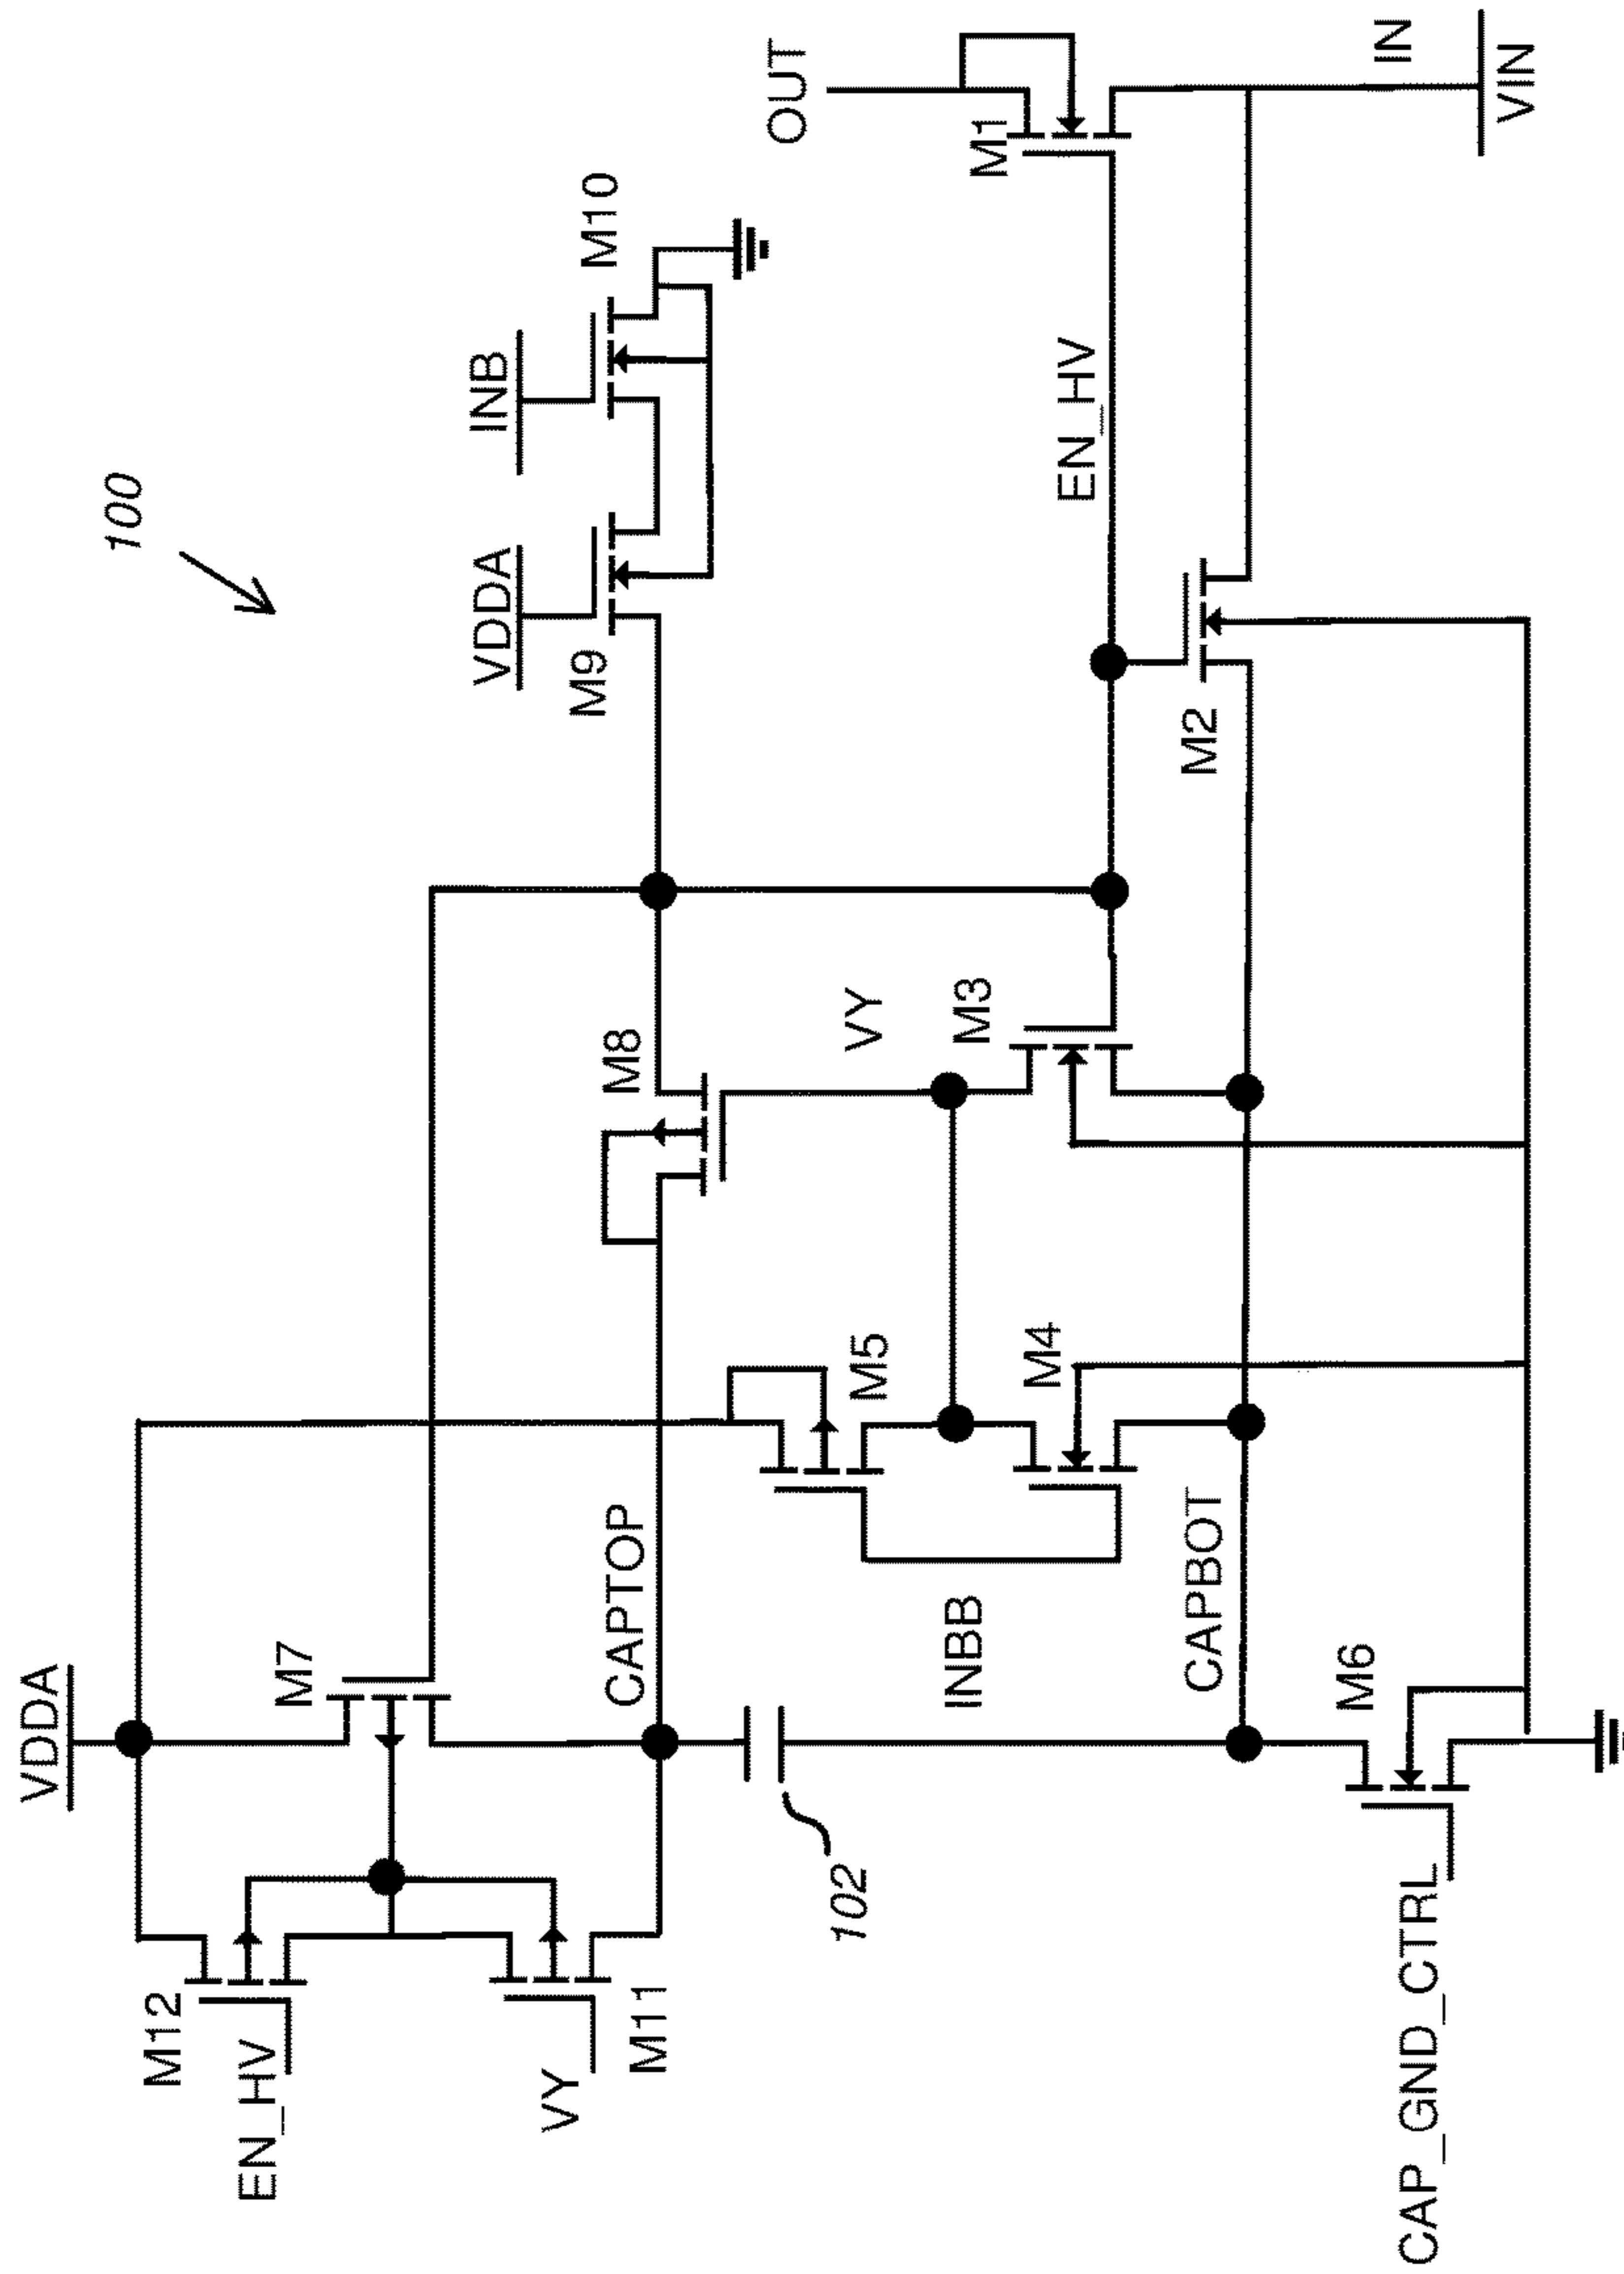 100
VDDA
M12
EN_HV
VY
M11
M7
CAPTOP
102
M5
INBB
M4
CAPBOT
M6
CAP_GND_CTRL
M8
VY
M3
VDDA
M9
INB
M10
EN_HV
M2
OUT
M1
IN
VIN